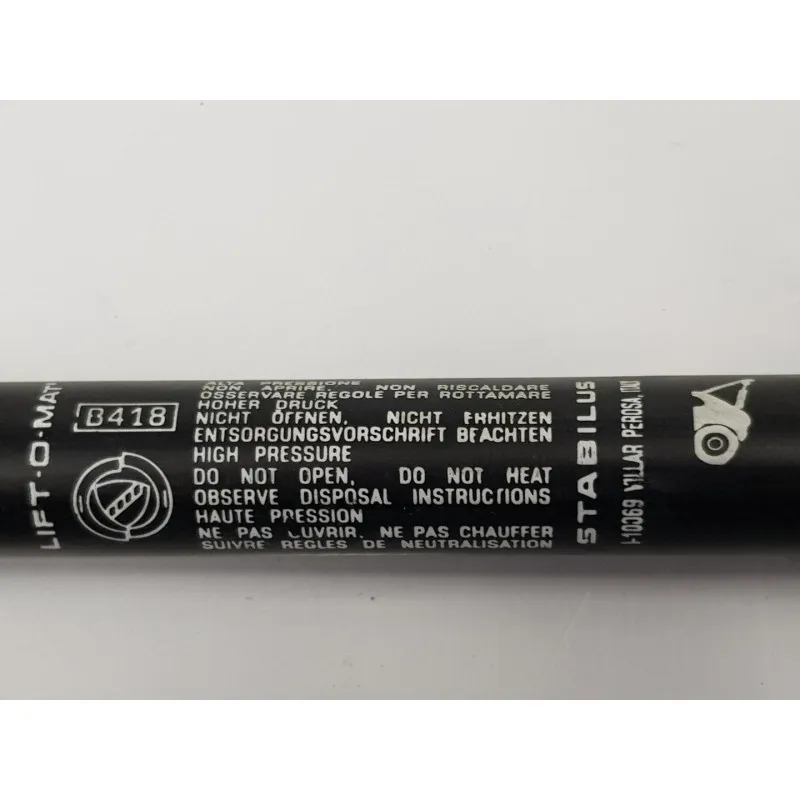 LIFT·O·MAT
B418
ALTA PRESSIONE
NON APRIRE. NON RISCALDARE
OSSERVARE REGOLE PER ROTTAMARE
HOHER DRUCK
NICHT ÖFFNEN, NICHT ERHITZEN
ENTSORGUNGSVORSCHRIFT BEACHTEN
HIGH PRESSURE
DO NOT OPEN, DO NOT HEAT
OBSERVE DISPOSAL INSTRUCTIONS
HAUTE PRESSION
NE PAS OUVRIR. NE PAS CHAUFFER
SUIVRE REGLES DE NEUTRALISATION
STABILUS
I-10369 VILLAR PEROSA,